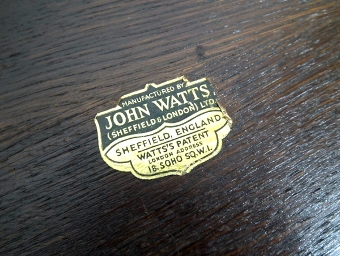 MANUFACTURED BY
JOHN WATTS
(SHEFFIELD & LONDON) LTD.
SHEFFIELD, ENGLAND
WATTS'S PATENT
LONDON ADDRESS
18. SOHO SQ. W.1.